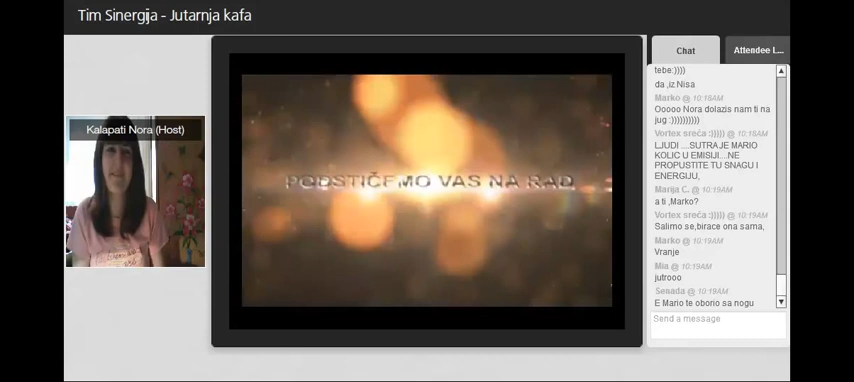 Tim Sinergija - Jutarnja kafa
Kalapati Nora (Host)
PODSTIČEMO VAS NA RAD
Chat
Attendee L...
tebe:))))
da ,iz Nisa
Marko @ 10:16AM
Ooooo Nora dolazis nam ti na
jug :))))))))))
Vortex sreća :))))) @ 10:16AM
LJUDI ....SUTRAJE MARIO
KOLIC U EMISIJI....NE
PROPUSTITE TU SNAGU I
ENERGIJU,
Marija C. @ 10:19AM
a ti ,Marko?
Vortex sreća :))))) @ 10:19AM
Salimo se,birace ona sama,
Marko @ 10:19AM
Vranje
Mia @ 10:19AM
jutrooo
Senada @ 10:19AM
E Mario te oborio sa nogu
Send a message